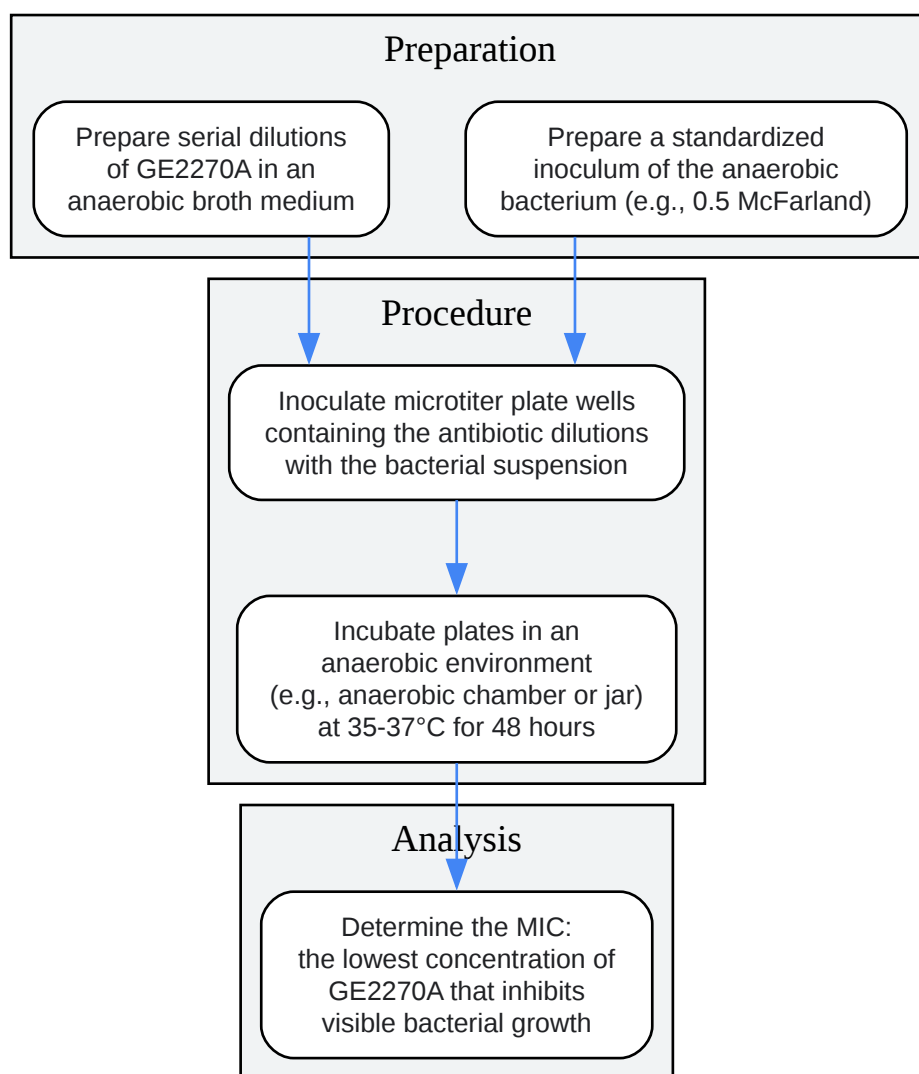 Preparation
Prepare serial dilutions
of GE2270A in an
anaerobic broth medium
Prepare a standardized
inoculum of the anaerobic
bacterium (e.g., 0.5 McFarland)
Procedure
Inoculate microtiter plate wells
containing the antibiotic dilutions
with the bacterial suspension
Incubate plates in an
anaerobic environment
(e.g., anaerobic chamber or jar)
at 35-37°C for 48 hours
Analysis
Determine the MIC:
the lowest concentration of
GE2270A that inhibits
visible bacterial growth